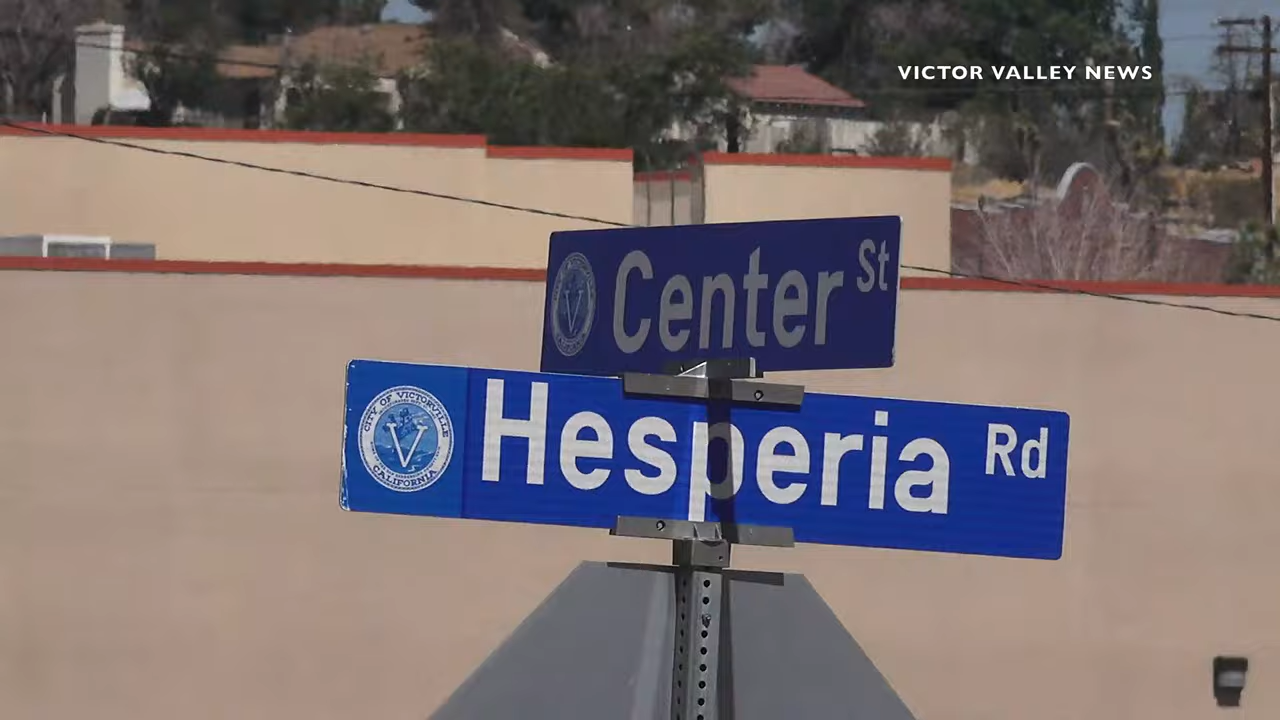 VICTOR VALLEY NEWS
Center St
V
Hesperia Rd
CITY OF VICTORVILLE
V
CALIFORNIA